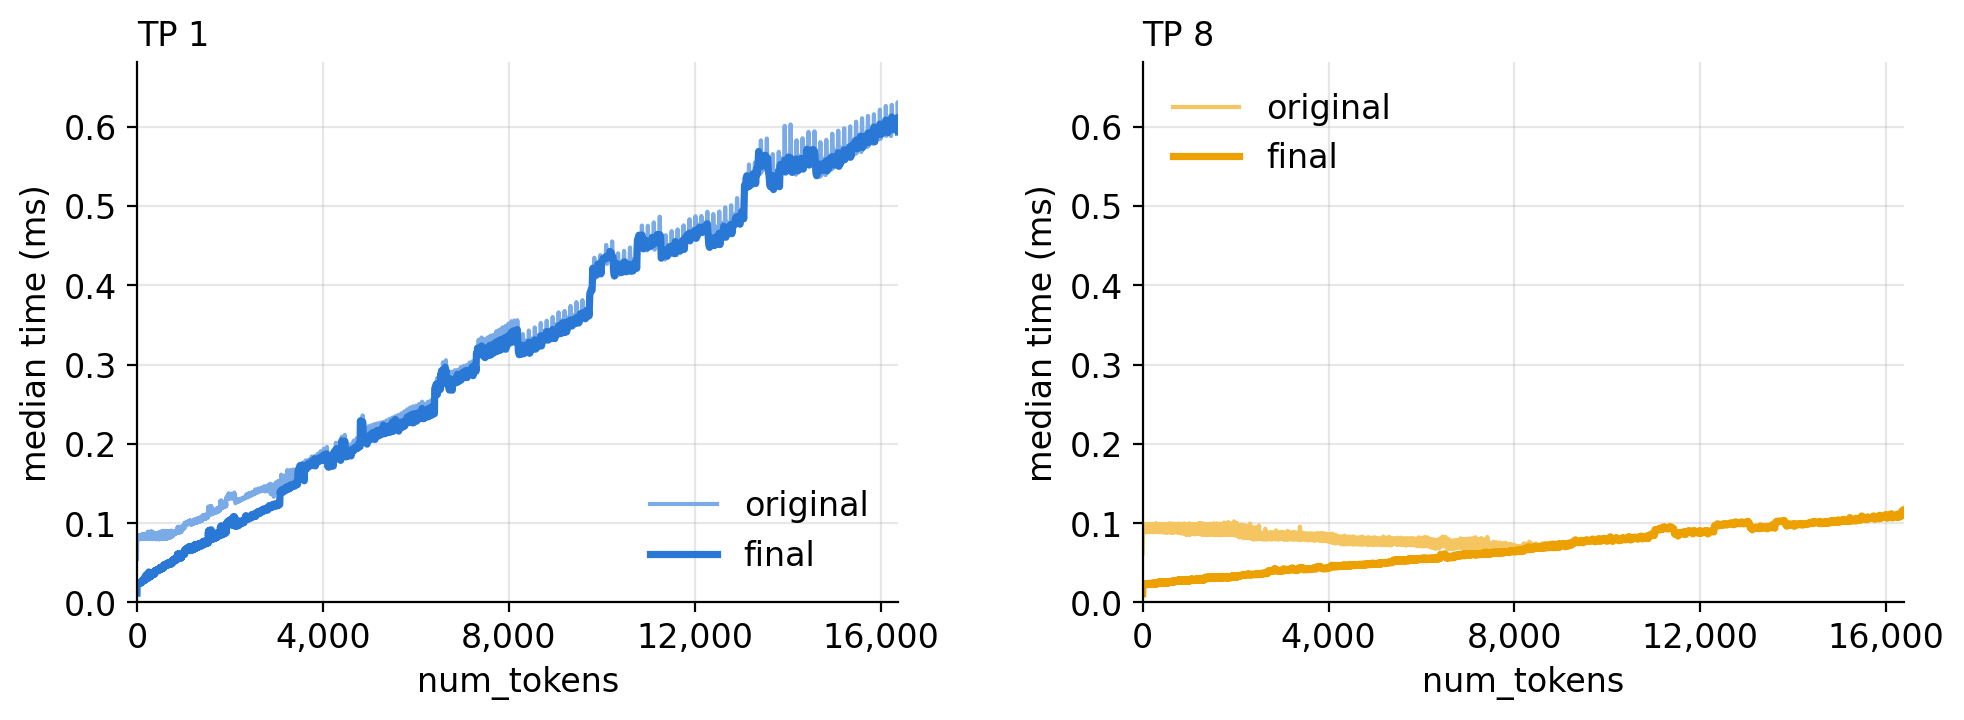 TP 1
median time (ms)
0.6
0.5
0.4
0.3
0.2
0.1
0.0
0
4,000
8,000
12,000
16,000
num_tokens
original
final
TP 8
median time (ms)
0.6
0.5
0.4
0.3
0.2
0.1
0.0
0
4,000
8,000
12,000
16,000
num_tokens
original
final